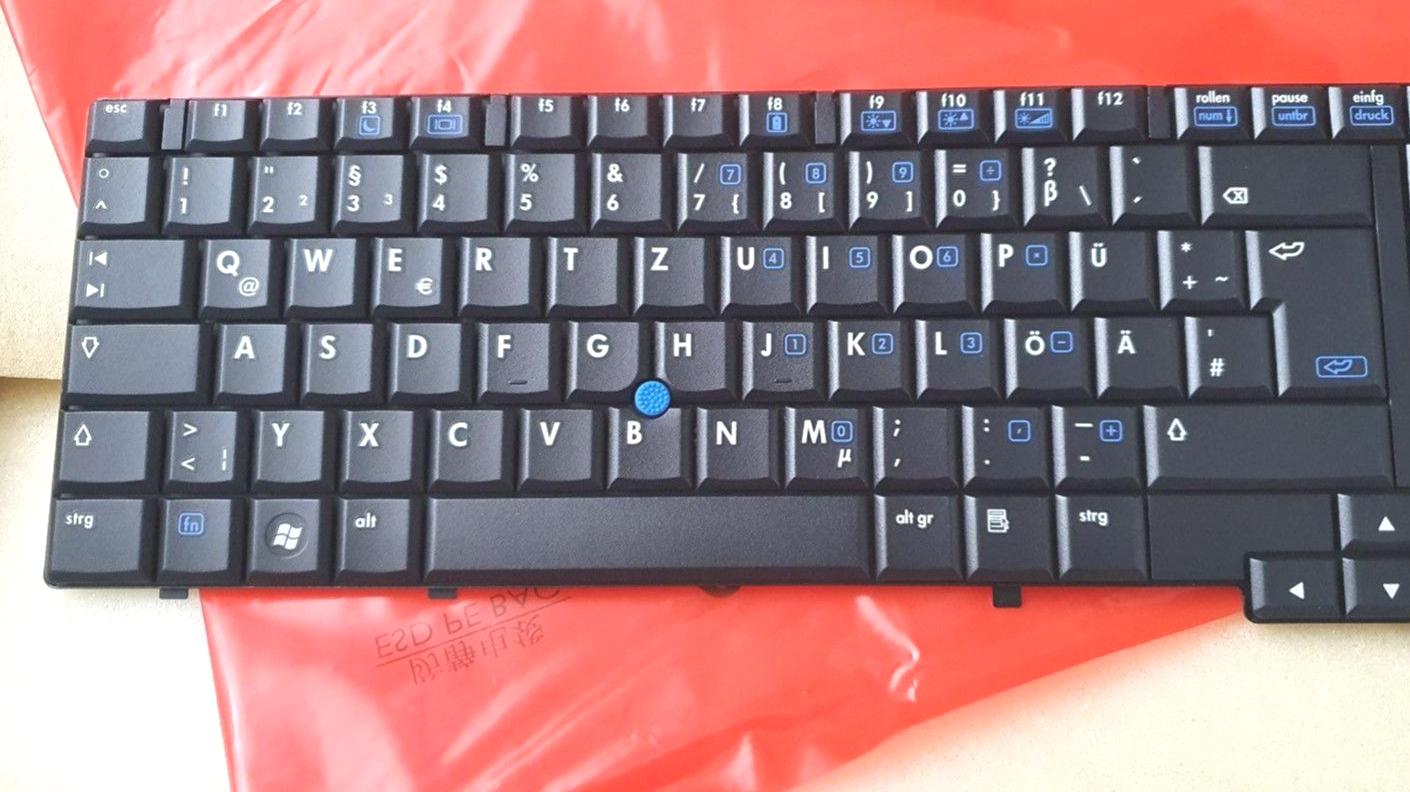 esc f1 f2 f3 f4 f5 f6 f7 f8 f9 f10 f11 f12 rollen pause einfg
num untbr druck
° ! " § $ % & / 7 ( 8 ) 9 = ÷ ? `
^ 1 2 ² 3 ³ 4 5 6 7 { 8 [ 9 ] 0 } ß \ ´
Q W E R T Z U 4 I 5 O 6 P * Ü *
@ € + ~
A S D F G H J 1 K 2 L 3 Ö - Ä '
#
> Y X C V B N M 0 ; : , _ +
< ¦ µ , . -
strg fn alt alt gr strg
ESD PE BAG